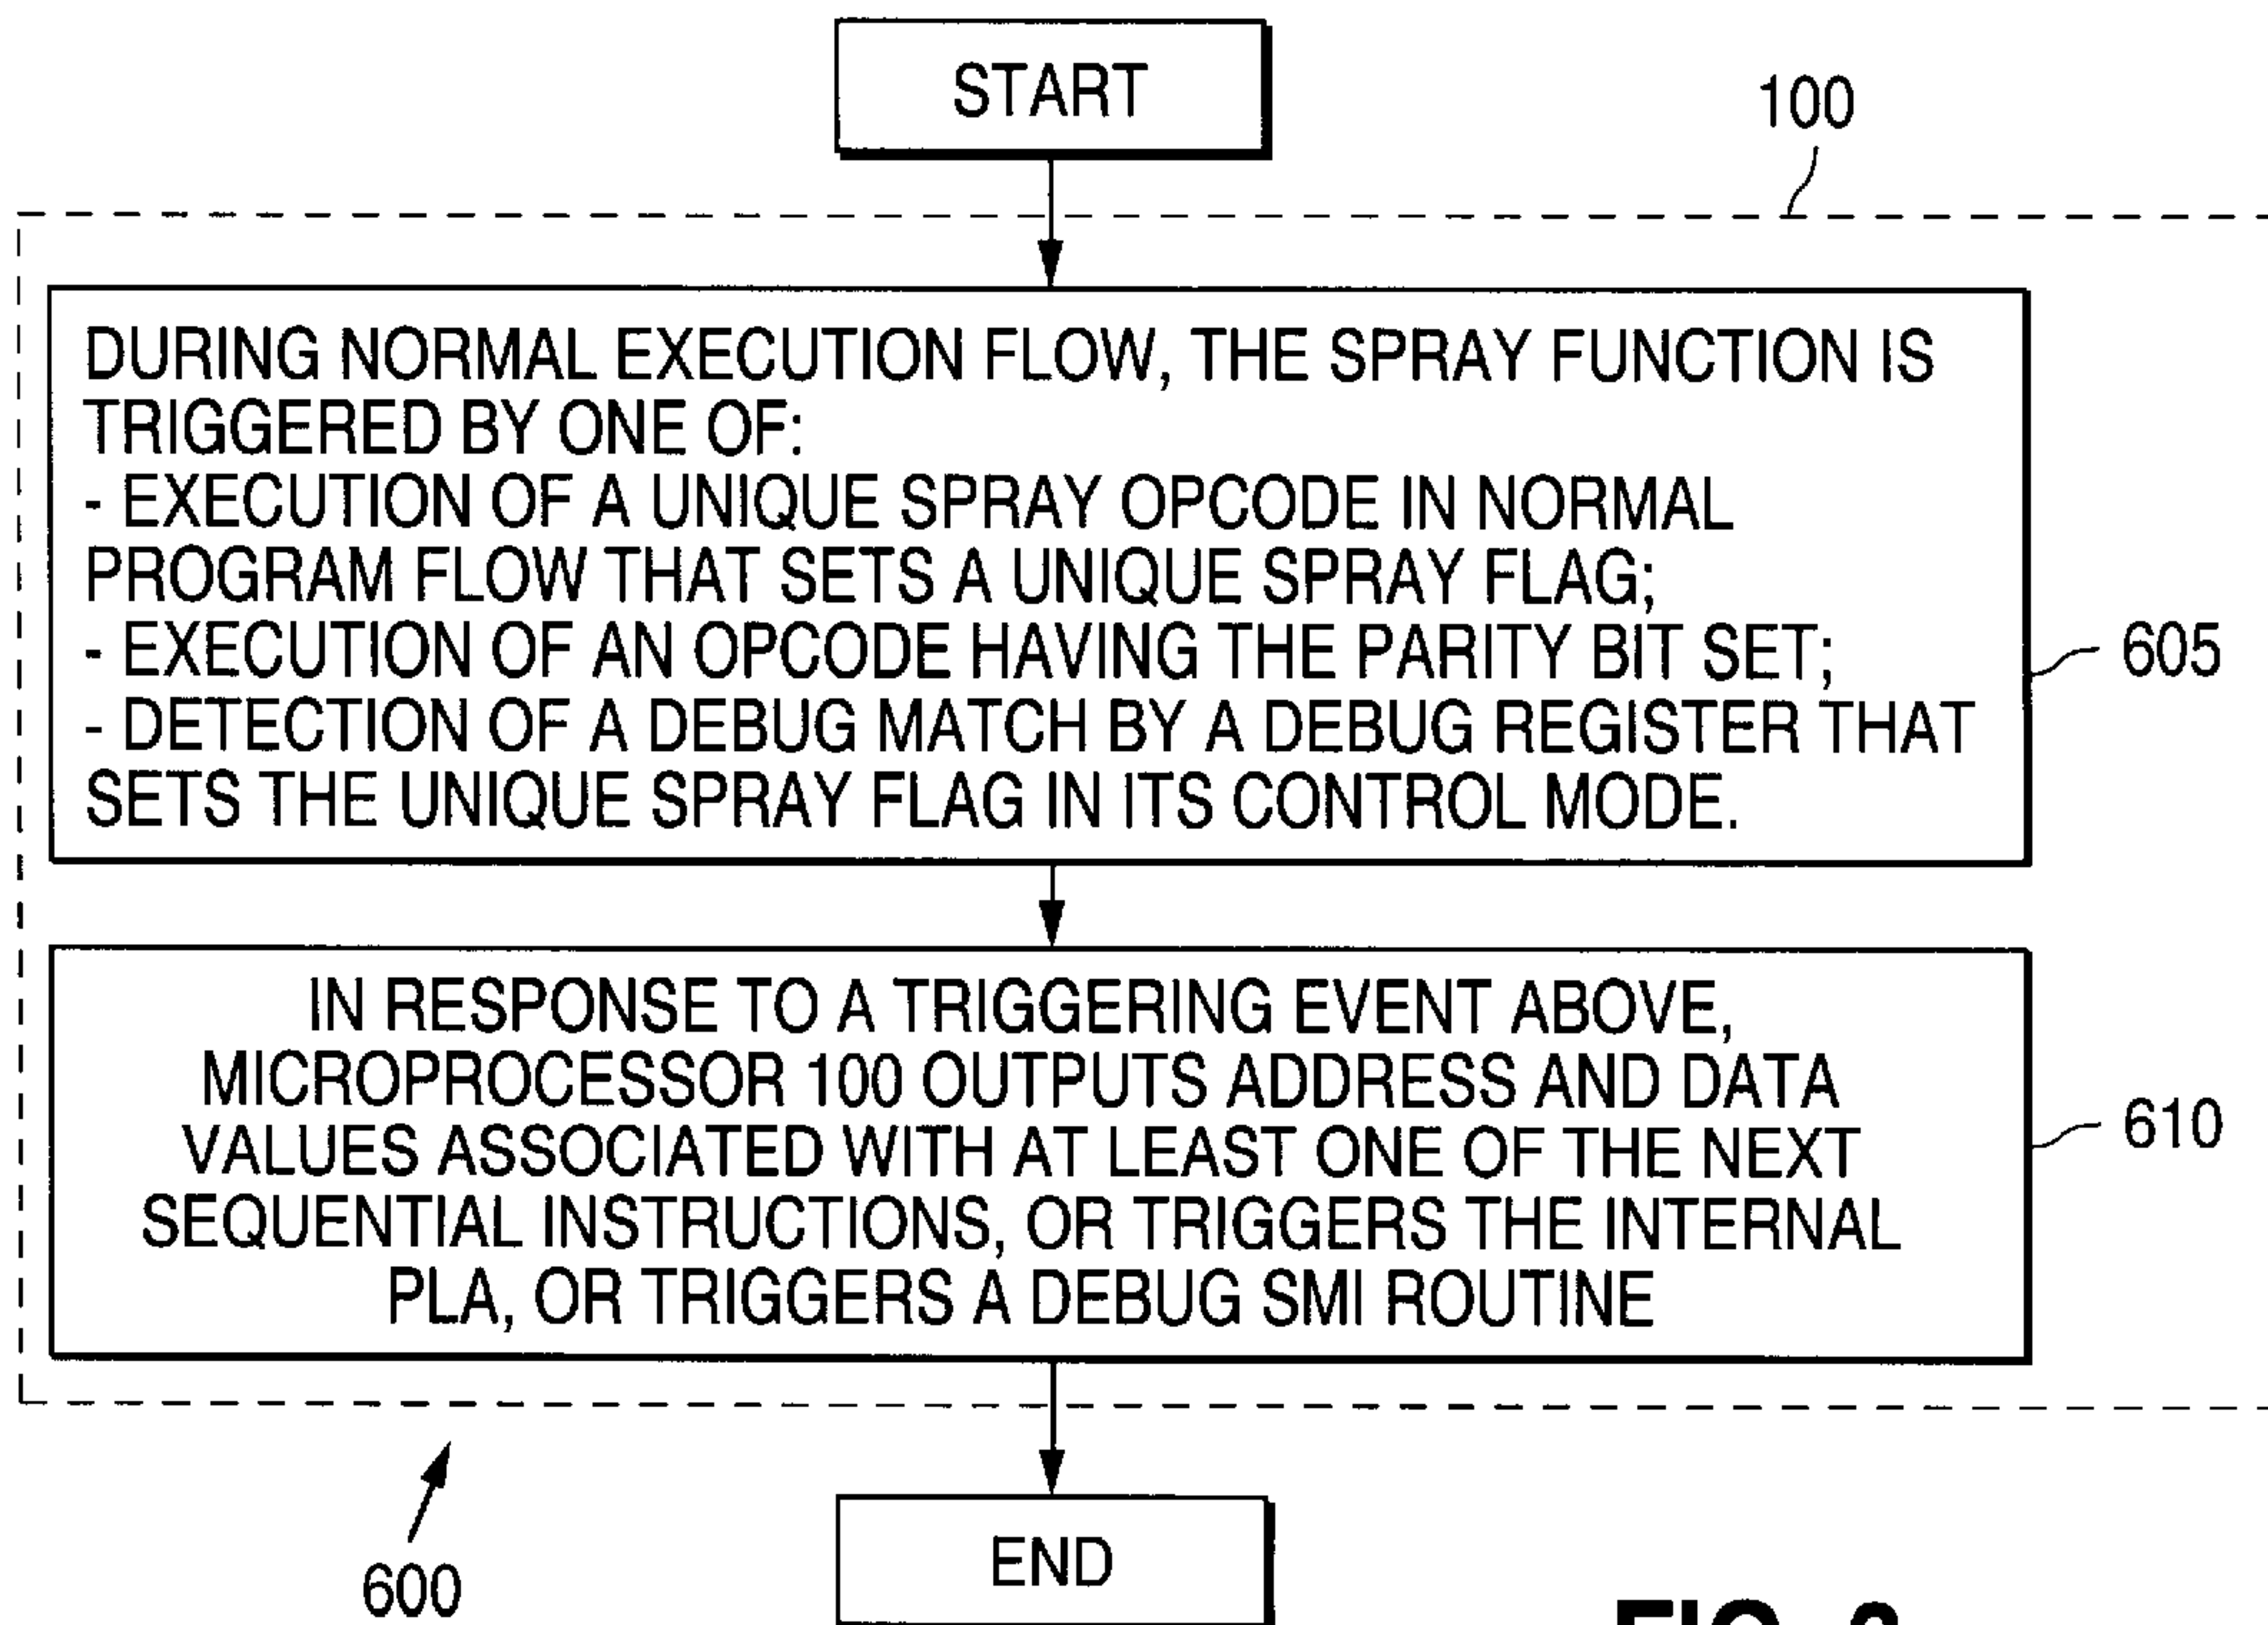 START
100
DURING NORMAL EXECUTION FLOW, THE SPRAY FUNCTION IS
TRIGGERED BY ONE OF:
- EXECUTION OF A UNIQUE SPRAY OPCODE IN NORMAL
PROGRAM FLOW THAT SETS A UNIQUE SPRAY FLAG;
- EXECUTION OF AN OPCODE HAVING THE PARITY BIT SET;
- DETECTION OF A DEBUG MATCH BY A DEBUG REGISTER THAT
SETS THE UNIQUE SPRAY FLAG IN ITS CONTROL MODE.
605
IN RESPONSE TO A TRIGGERING EVENT ABOVE,
MICROPROCESSOR 100 OUTPUTS ADDRESS AND DATA
VALUES ASSOCIATED WITH AT LEAST ONE OF THE NEXT
SEQUENTIAL INSTRUCTIONS, OR TRIGGERS THE INTERNAL
PLA, OR TRIGGERS A DEBUG SMI ROUTINE
610
END
600
FIG.